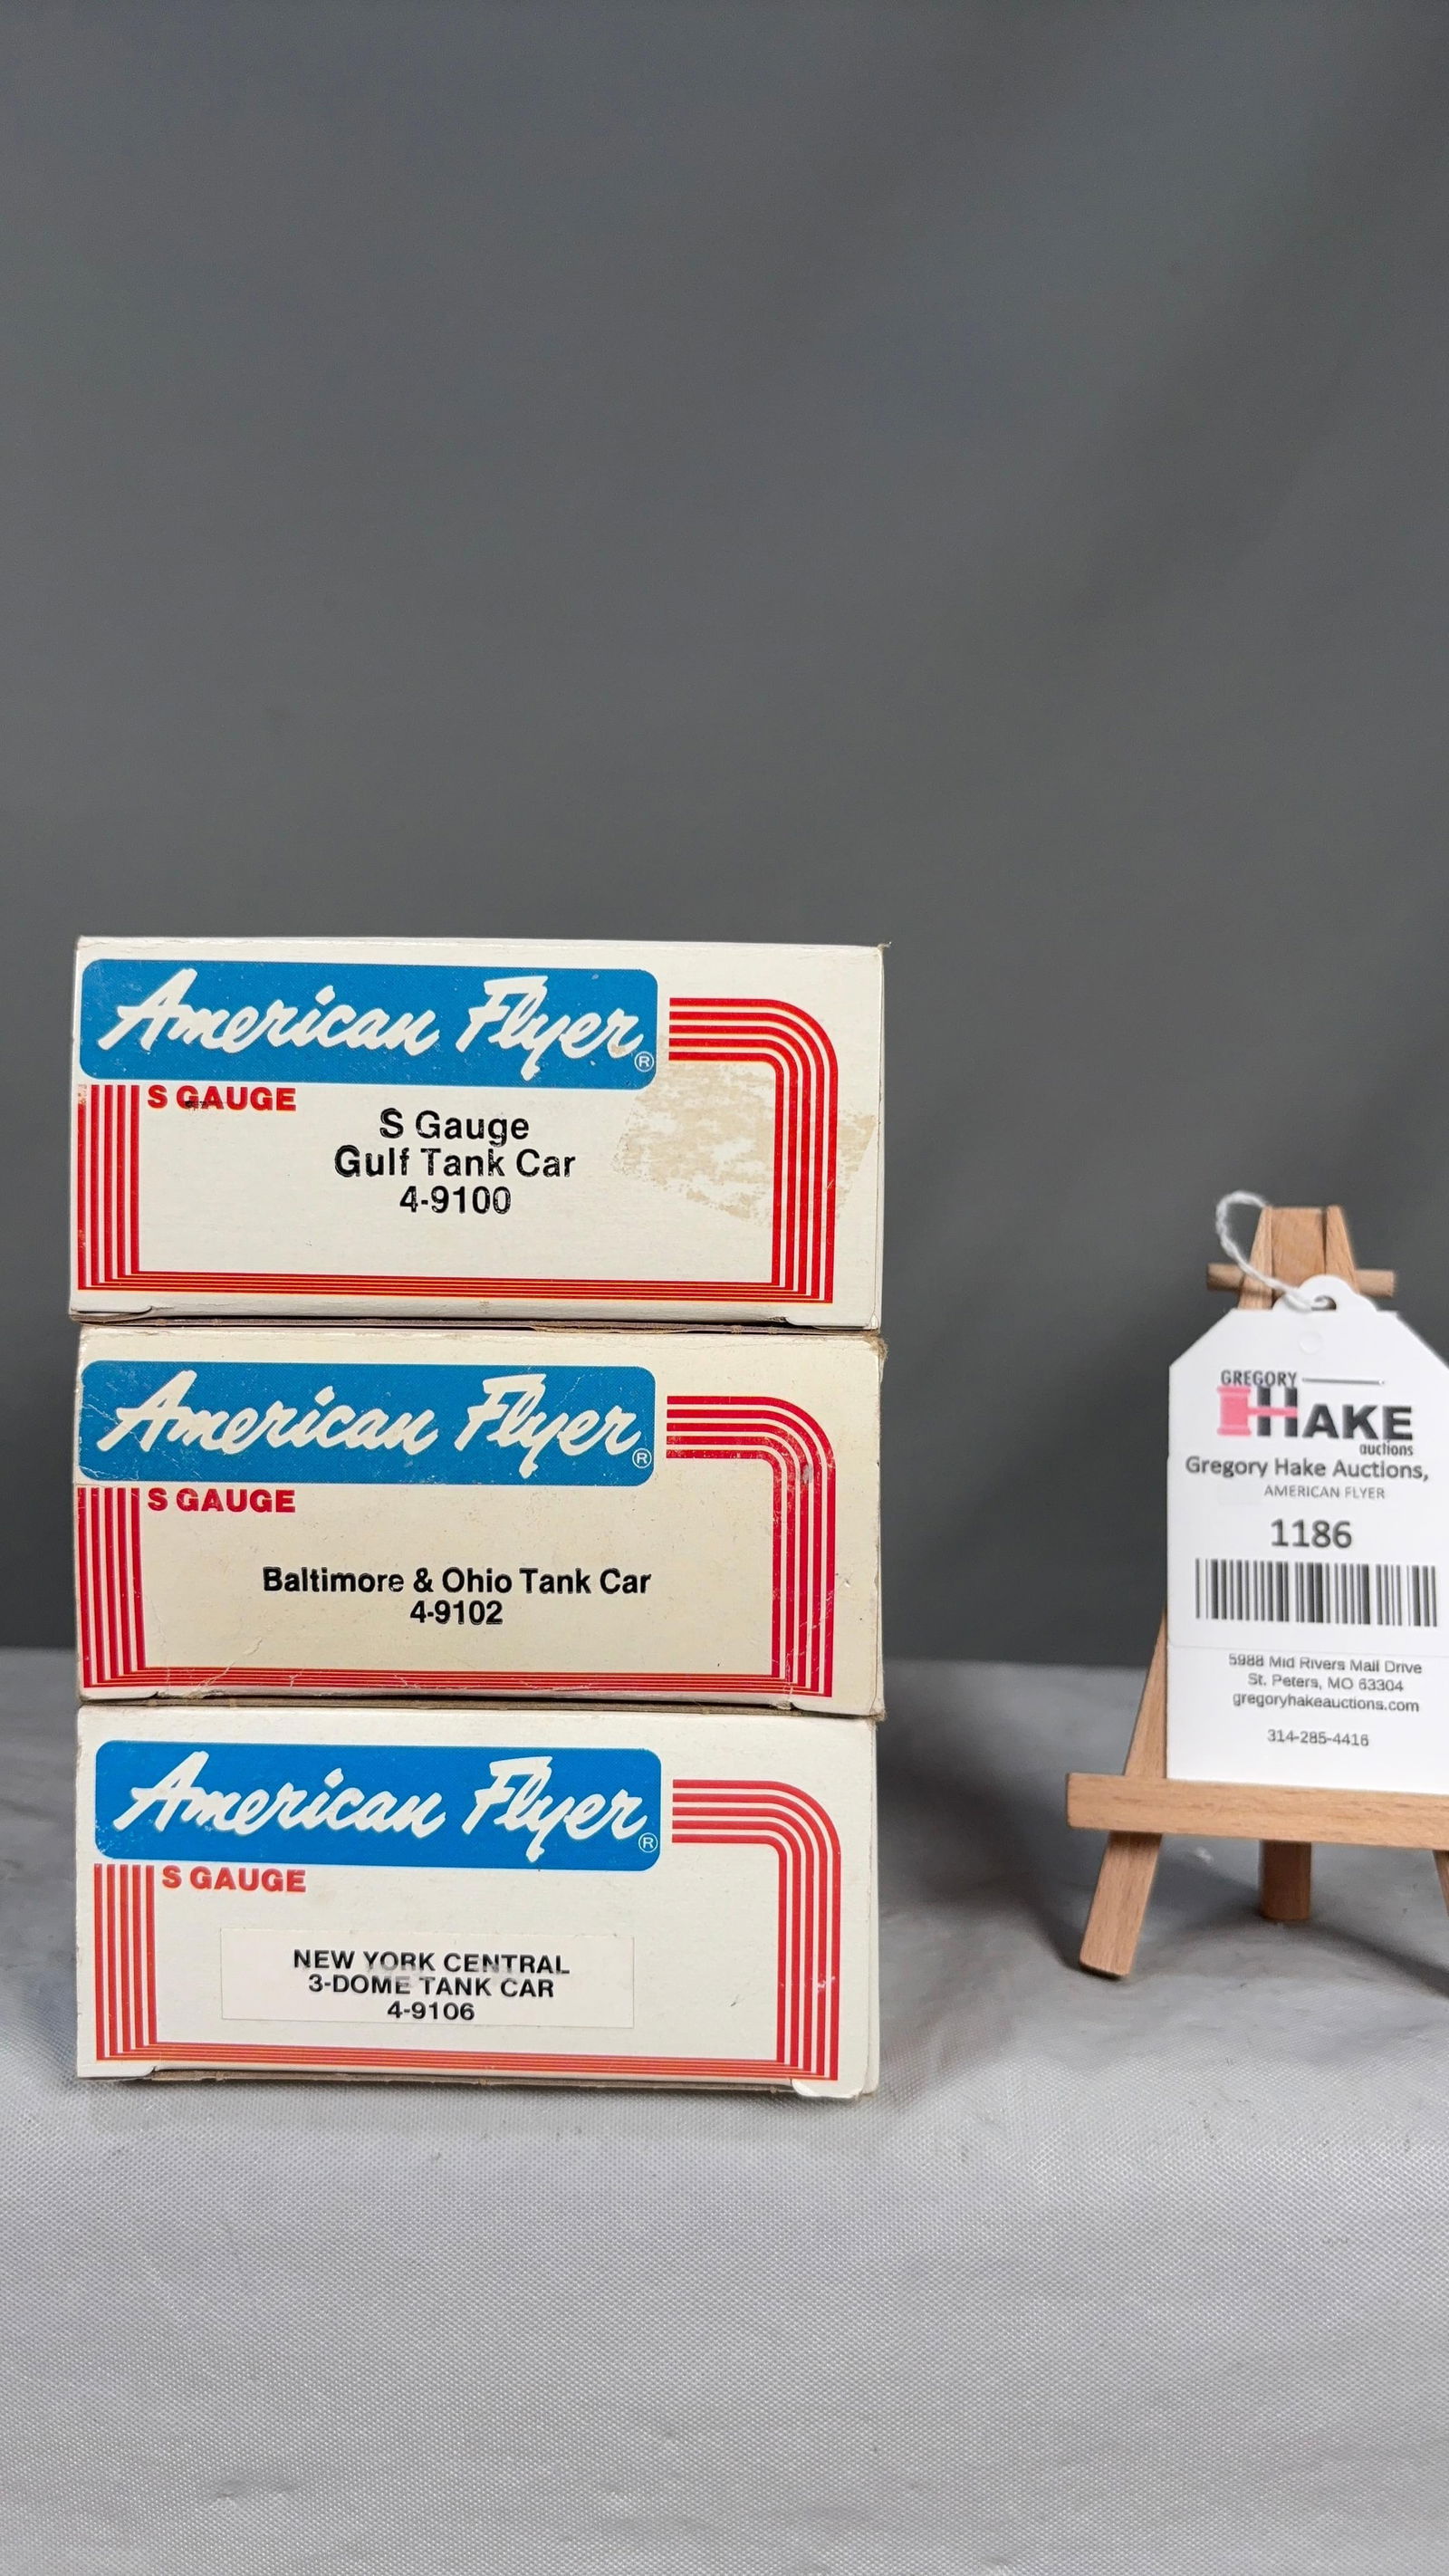 American Flyer®
S GAUGE
S Gauge
Gulf Tank Car
4-9100
American Flyer®
S GAUGE
Baltimore & Ohio Tank Car
4-9102
American Flyer®
S GAUGE
NEW YORK CENTRAL
3-DOME TANK CAR
4-9106
GREGORY
HAKE
auctions
Gregory Hake Auctions,
AMERICAN FLYER
1186
5988 Mid Rivers Mall Drive
St. Peters, MO 63304
gregoryhakeauctions.com
314-285-4416